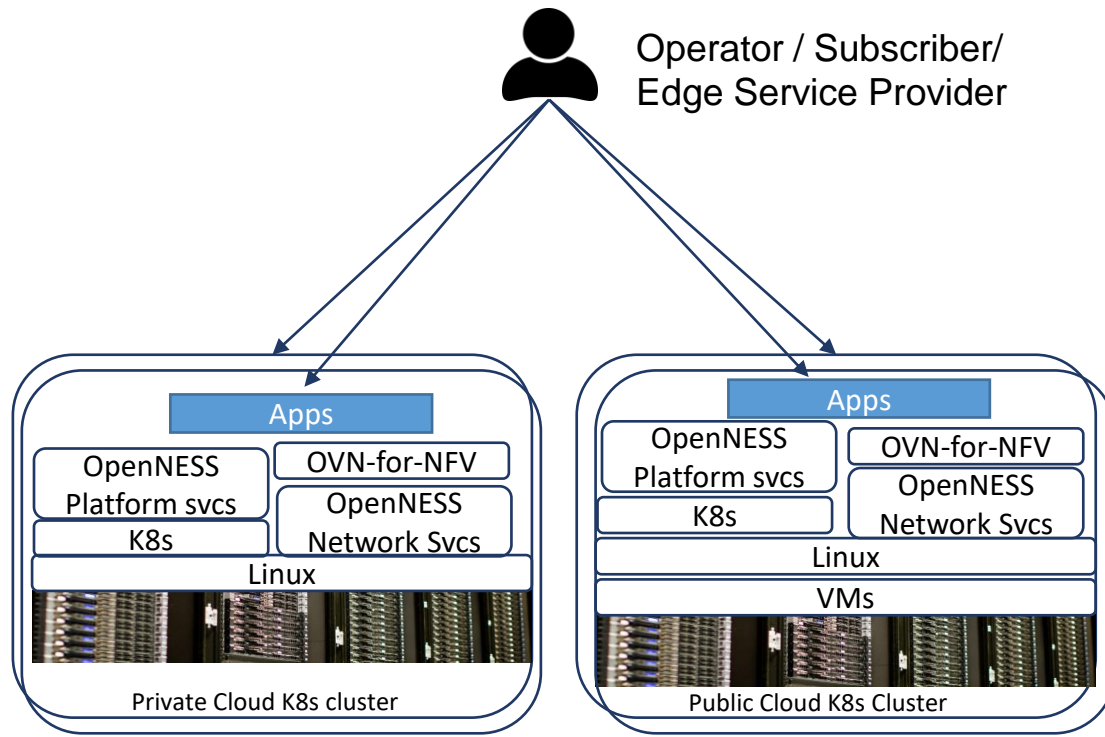 Operator / Subscriber/
Edge Service Provider
Apps
OpenNESS
Platform svcs
OVN-for-NFV
K8s
OpenNESS
Network Svcs
Linux
Private Cloud K8s cluster
Apps
OpenNESS
Platform svcs
OVN-for-NFV
K8s
OpenNESS
Network Svcs
Linux
VMs
Public Cloud K8s Cluster